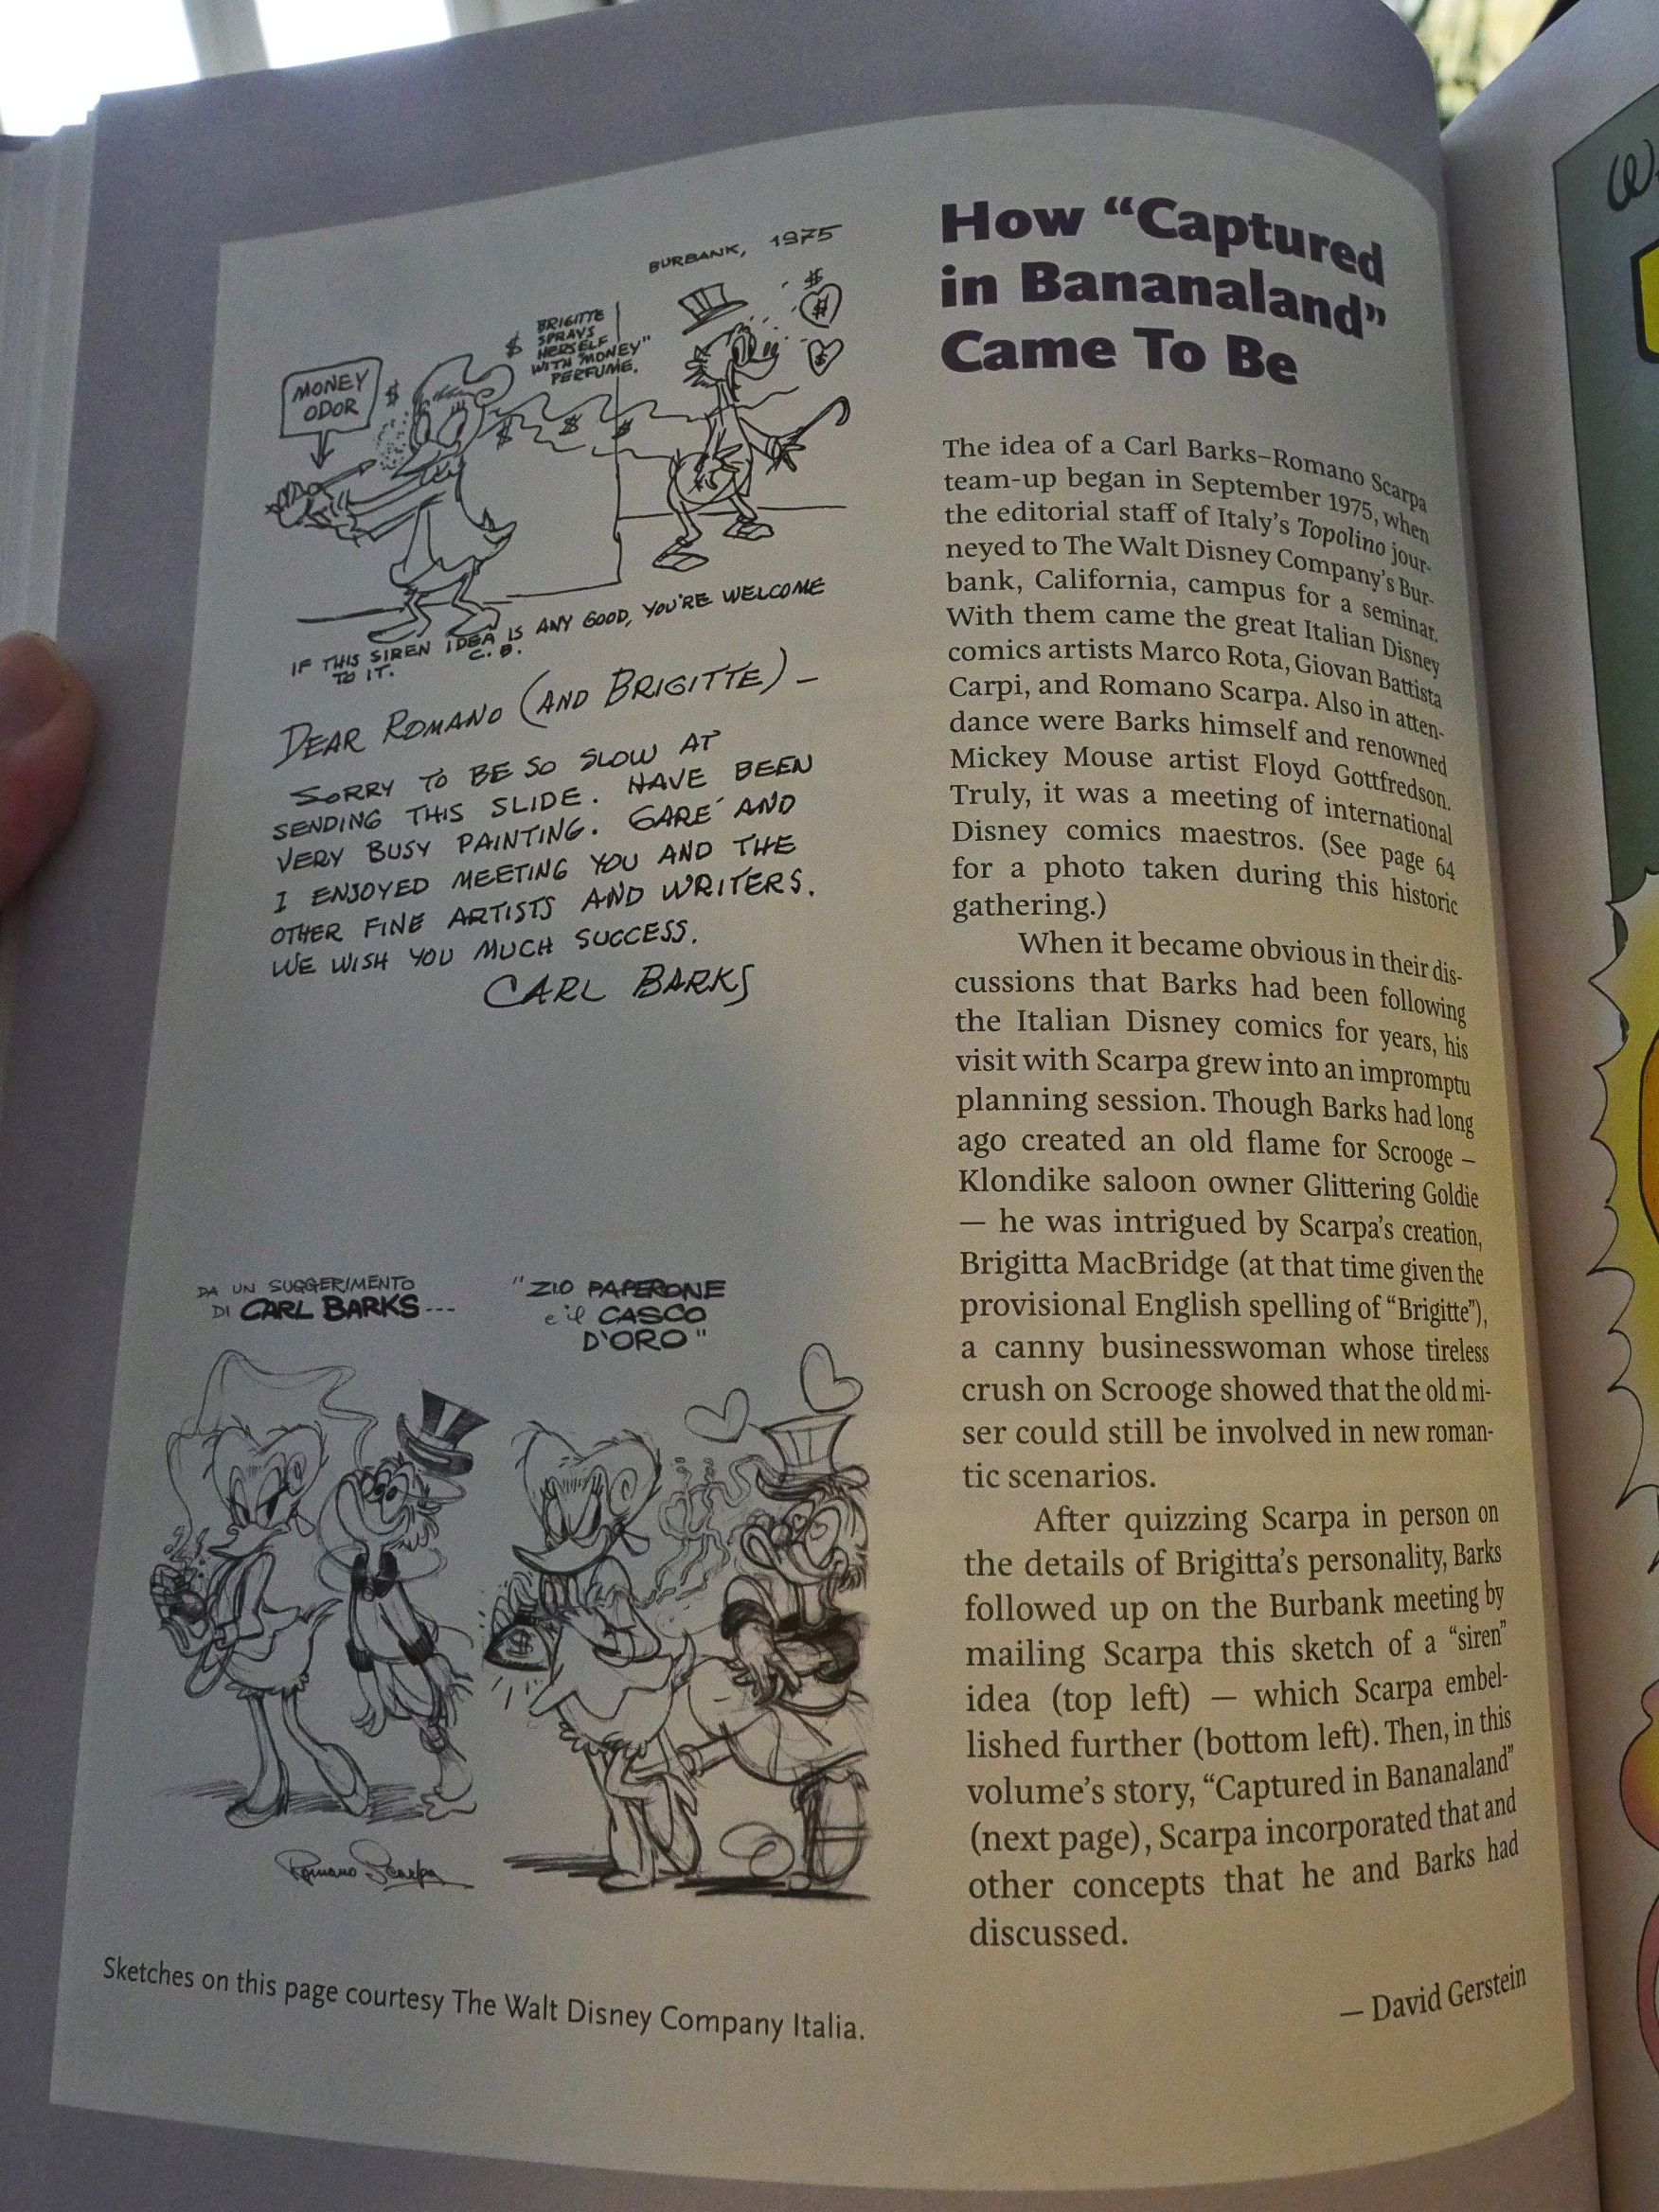 BURBANK, 1975
BRIGITTE
SPRAYS
HERSELF
WITH "MONEY"
PERFUME.
MONEY
ODOR
IF THIS SIREN IDEA IS ANY GOOD, YOU'RE WELCOME
TO IT.
C. B.
DEAR ROMANO (AND BRIGITTE) —
SORRY TO BE SO SLOW AT
SENDING THIS SLIDE. HAVE BEEN
VERY BUSY PAINTING. GARÉ AND
I ENJOYED MEETING YOU AND THE
OTHER FINE ARTISTS AND WRITERS.
WE WISH YOU MUCH SUCCESS.
CARL BARKS
DA UN SUGGERIMENTO
DI CARL BARKS ---
"ZIO PAPERONE
e il CASCO
D'ORO"
Romano Scarpa
Sketches on this page courtesy The Walt Disney Company Italia.
How “Captured
in Bananaland”
Came To Be
The idea of a Carl Barks–Romano Scarpa
team-up began in September 1975, when
the editorial staff of Italy’s Topolino jour-
neyed to The Walt Disney Company’s Bur-
bank, California, campus for a seminar.
With them came the great Italian Disney
comics artists Marco Rota, Giovan Battista
Carpi, and Romano Scarpa. Also in atten-
dance were Barks himself and renowned
Mickey Mouse artist Floyd Gottfredson.
Truly, it was a meeting of international
Disney comics maestros. (See page 64
for a photo taken during this historic
gathering.)
When it became obvious in their dis-
cussions that Barks had been following
the Italian Disney comics for years, his
visit with Scarpa grew into an impromptu
planning session. Though Barks had long
ago created an old flame for Scrooge –
Klondike saloon owner Glittering Goldie
— he was intrigued by Scarpa’s creation,
Brigitta MacBridge (at that time given the
provisional English spelling of “Brigitte”),
a canny businesswoman whose tireless
crush on Scrooge showed that the old mi-
ser could still be involved in new roman-
tic scenarios.
After quizzing Scarpa in person on
the details of Brigitta’s personality, Barks
followed up on the Burbank meeting by
mailing Scarpa this sketch of a “siren”
idea (top left) — which Scarpa embel-
lished further (bottom left). Then, in this
volume’s story, “Captured in Bananaland”
(next page), Scarpa incorporated that and
other concepts that he and Barks had
discussed.
— David Gerstein